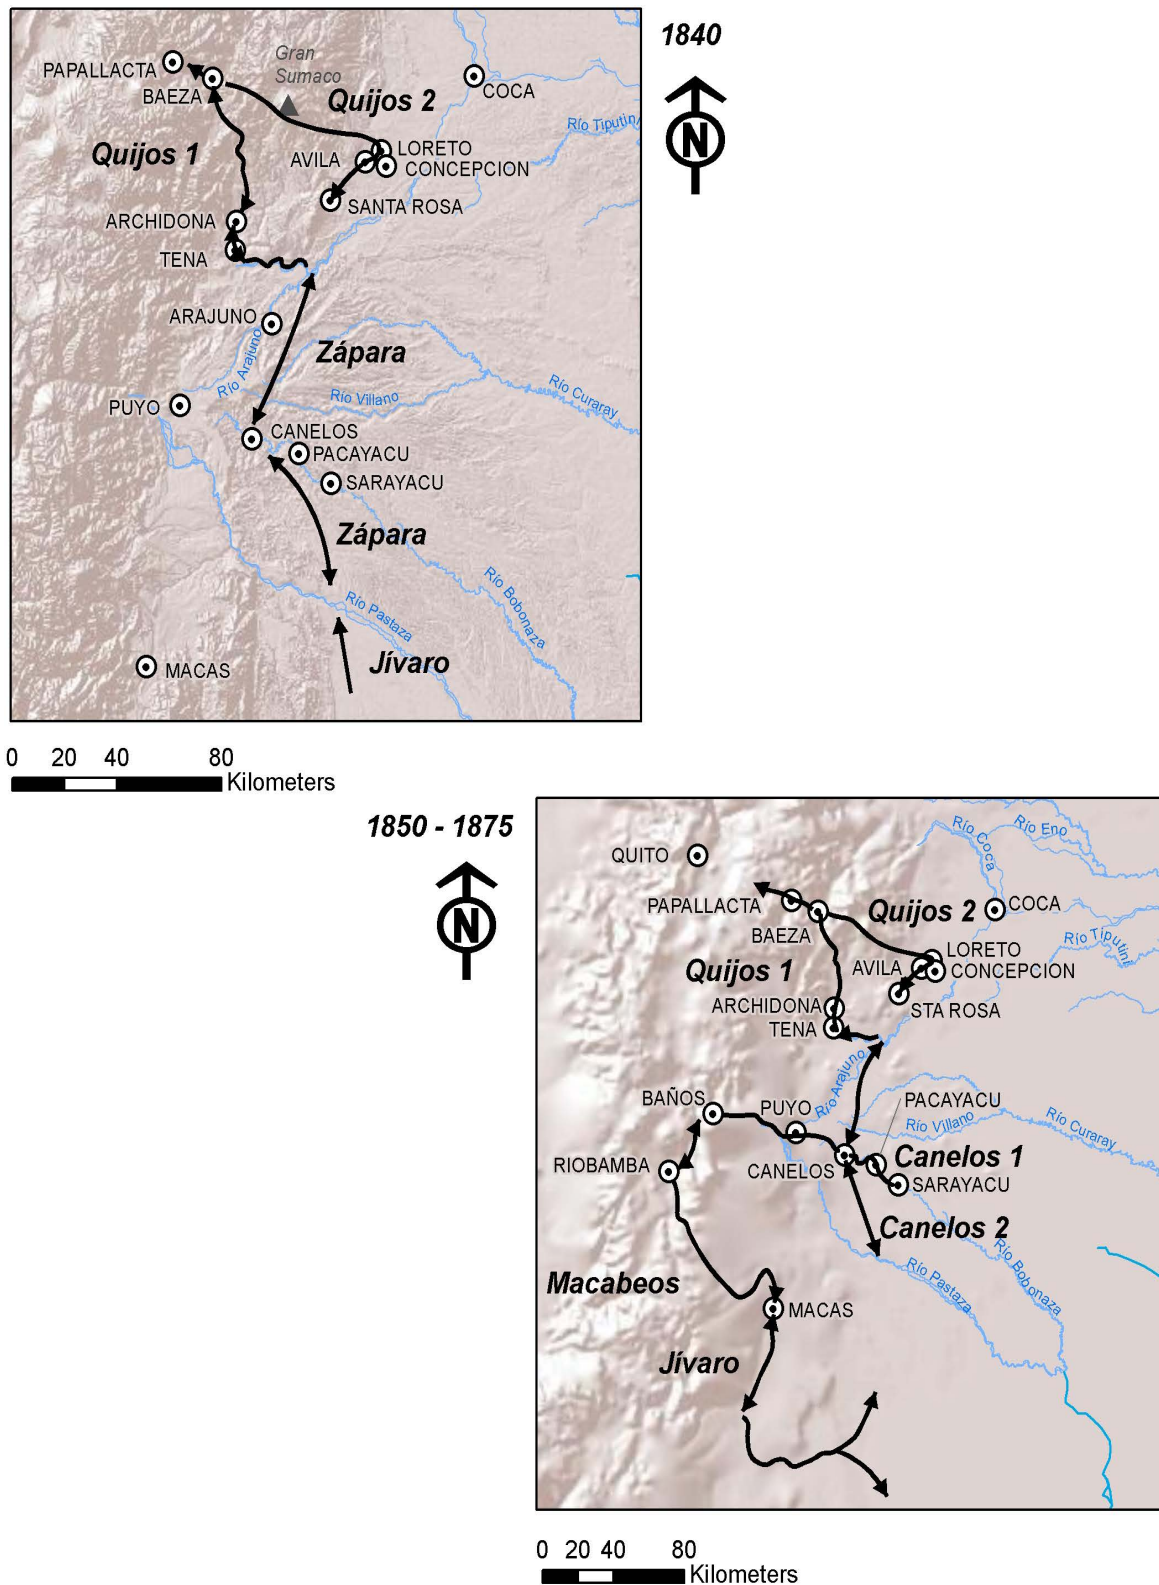 1840
N
Gran
Sumaco
PAPALLACTA
BAEZA
COCA
Quijos 2
Río Tiputin
Quijos 1
AVILA
LORETO
CONCEPCION
SANTA ROSA
ARCHIDONA
TENA
ARAJUNO
Zápara
Río Arajuno
Río Villano
Río Curaray
PUYO
CANELOS
PACAYACU
SARAYACU
Zápara
Río Bobonaza
Río Pastaza
Jívaro
MACAS
0 20 40 80
Kilometers
1850 - 1875
N
QUITO
Río Coca
Río Eno
PAPALLACTA
BAEZA
Quijos 2
COCA
Río Tiputini
Quijos 1
AVILA
LORETO
CONCEPCION
STA ROSA
ARCHIDONA
TENA
Río Arajuno
BAÑOS
PUYO
PACAYACU
Río Villano
Río Curaray
RIOBAMBA
CANELOS
Canelos 1
SARAYACU
Canelos 2
Río Bobonaza
Río Pastaza
Macabeos
MACAS
Jívaro
0 20 40 80
Kilometers